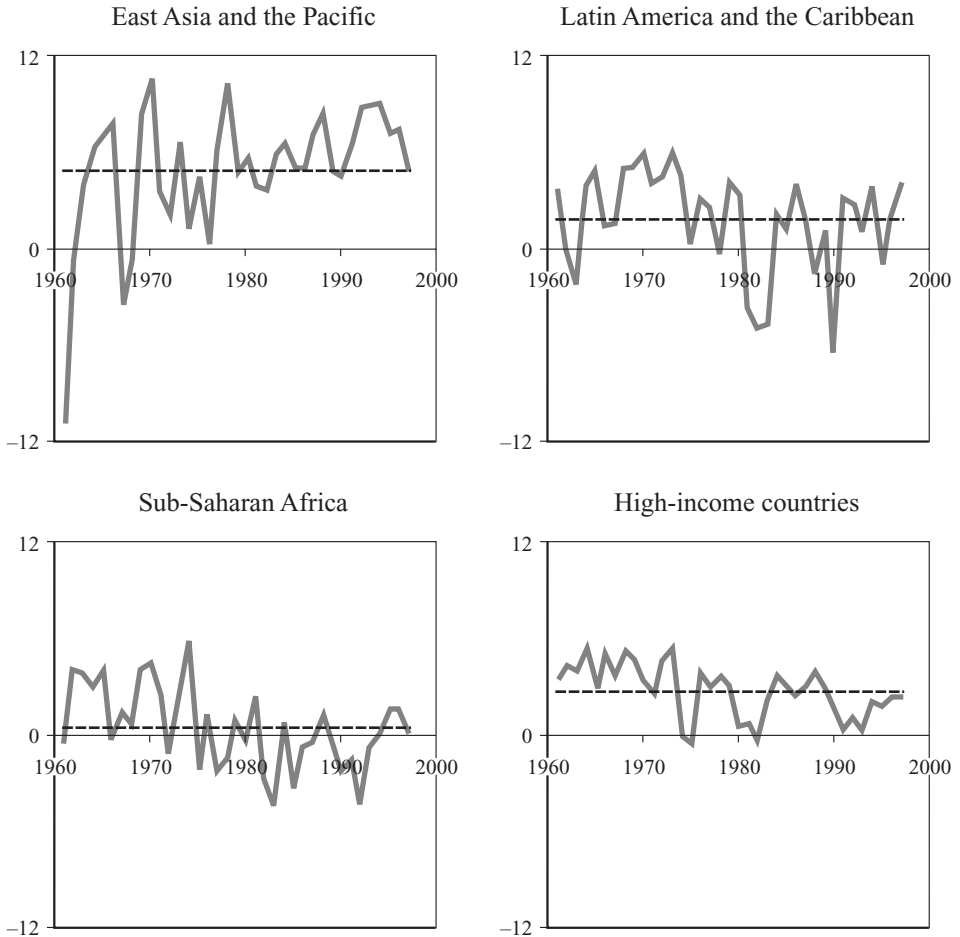 East Asia and the Pacific
12
0
1960 1970 1980 1990 2000
–12
Latin America and the Caribbean
12
0
1960 1970 1980 1990 2000
–12
Sub-Saharan Africa
12
0
1960 1970 1980 1990 2000
–12
High-income countries
12
0
1960 1970 1980 1990 2000
–12